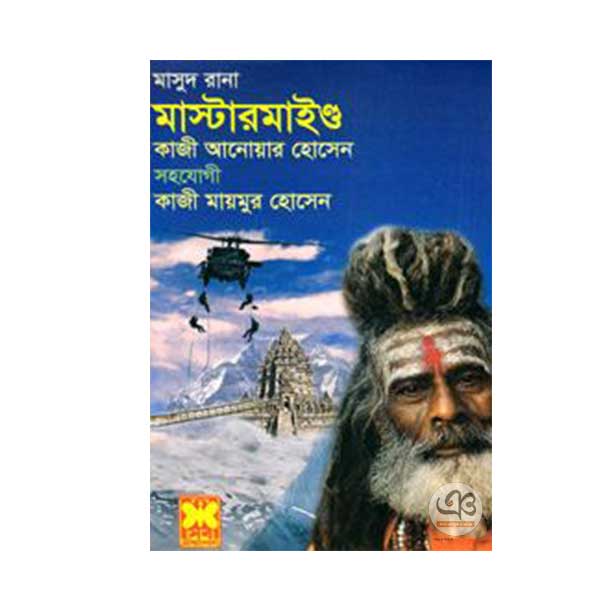 মাসুদ রানা
মাস্টারমাইণ্ড
কাজী আনোয়ার হোসেন
সহযোগী
কাজী মায়মুর হোসেন